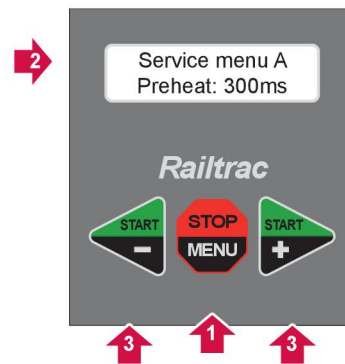 2
Service menu A
Preheat: 300ms
Railtrac
START
-
STOP
MENU
START
+
3
1
3